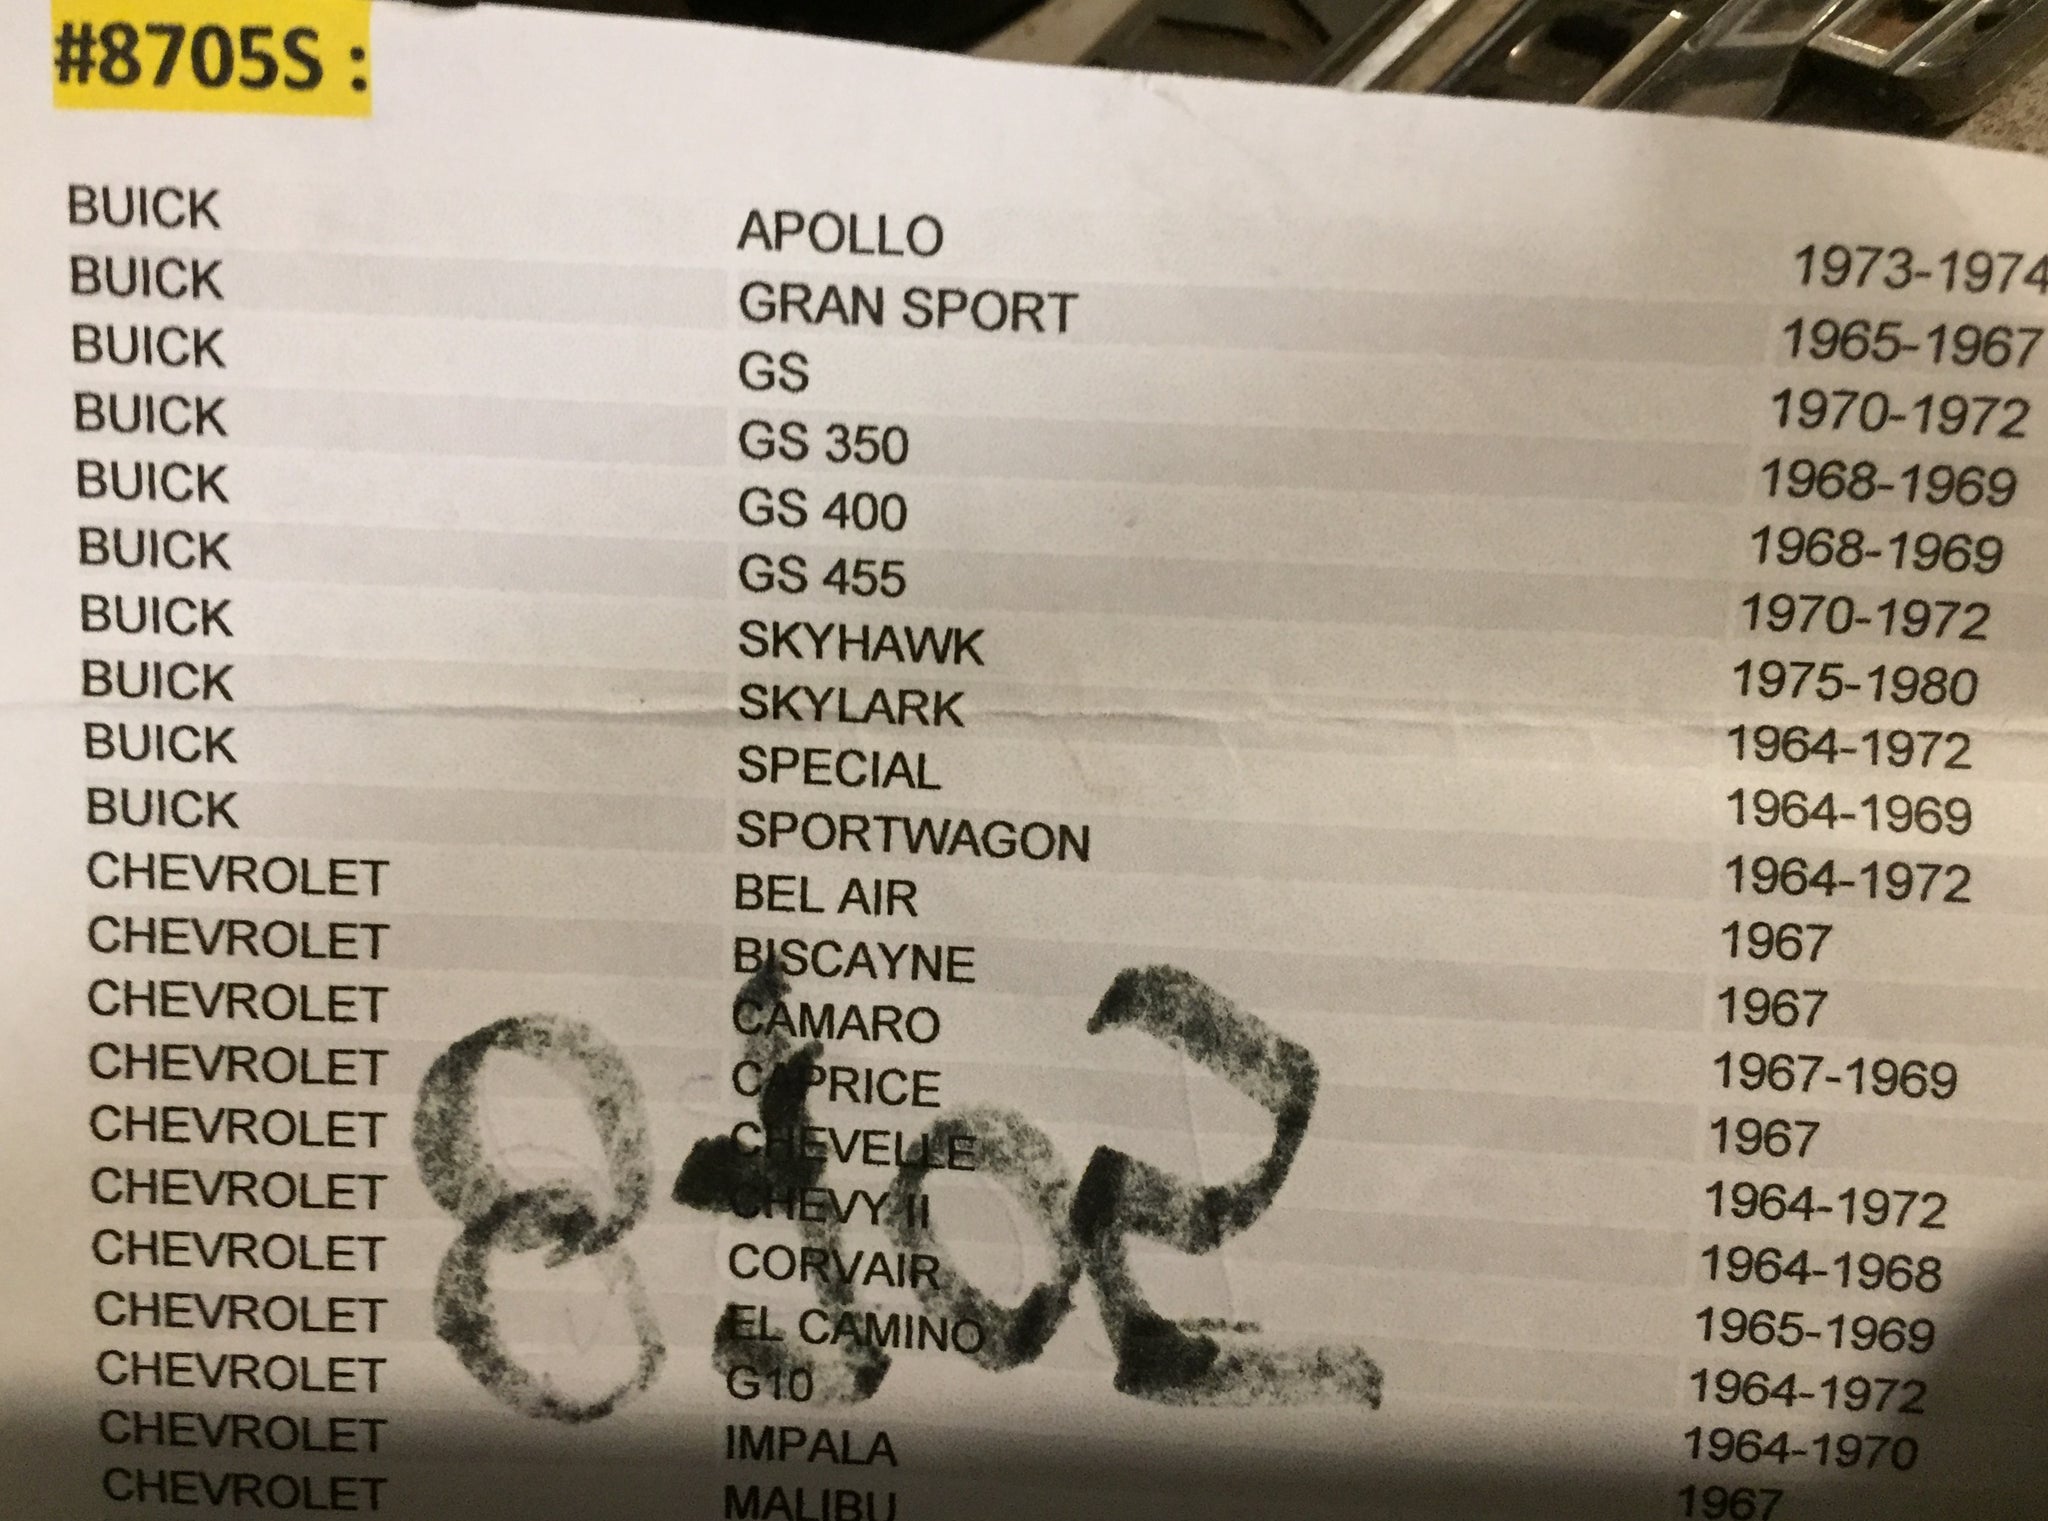 #8705S :
BUICK APOLLO 1973-1974
BUICK GRAN SPORT 1965-1967
BUICK GS 1970-1972
BUICK GS 350 1968-1969
BUICK GS 400 1968-1969
BUICK GS 455 1970-1972
BUICK SKYHAWK 1975-1980
BUICK SKYLARK 1964-1972
BUICK SPECIAL 1964-1969
BUICK SPORTWAGON 1964-1972
CHEVROLET BEL AIR 1967
CHEVROLET BISCAYNE 1967
CHEVROLET CAMARO 1967-1969
CHEVROLET CAPRICE 1967
CHEVROLET CHEVELLE 1964-1972
CHEVROLET CHEVY II 1964-1968
CHEVROLET CORVAIR 1965-1969
CHEVROLET EL CAMINO 1964-1972
CHEVROLET G10 1964-1970
CHEVROLET IMPALA 1967
CHEVROLET MALIBU